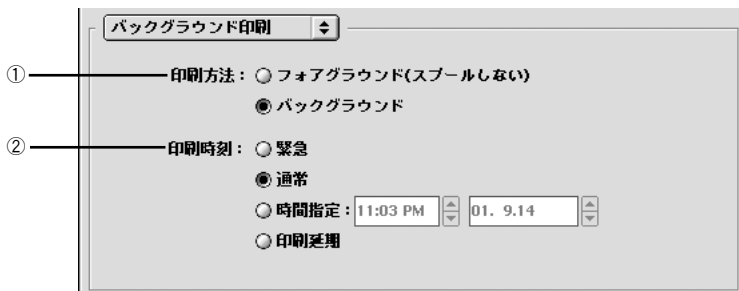 バックグラウンド印刷
① 印刷方法：フォアグラウンド(スプールしない)
バックグラウンド
② 印刷時刻：緊急
通常
時間指定：11:03 PM 01. 9.14
印刷延期